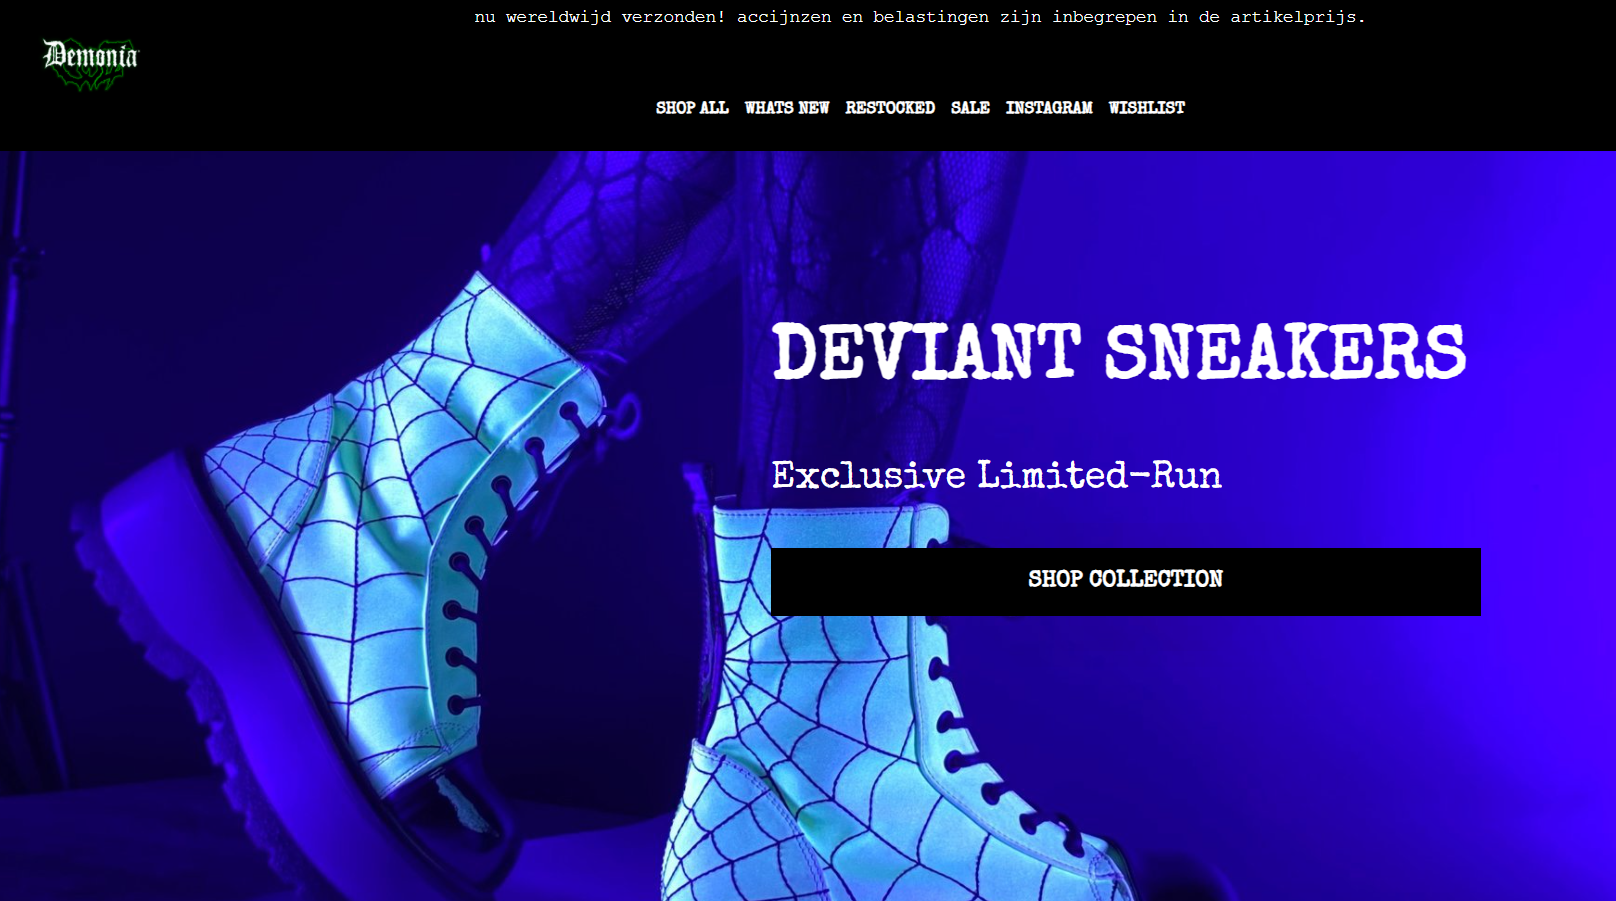 nu wereldwijd verzonden! accijnzen en belastingen zijn inbegrepen in de artikelprijs.
Demonia
SHOP ALL WHATS NEW RESTOCKED SALE INSTAGRAM WISHLIST
DEVIANT SNEAKERS
Exclusive Limited-Run
SHOP COLLECTION